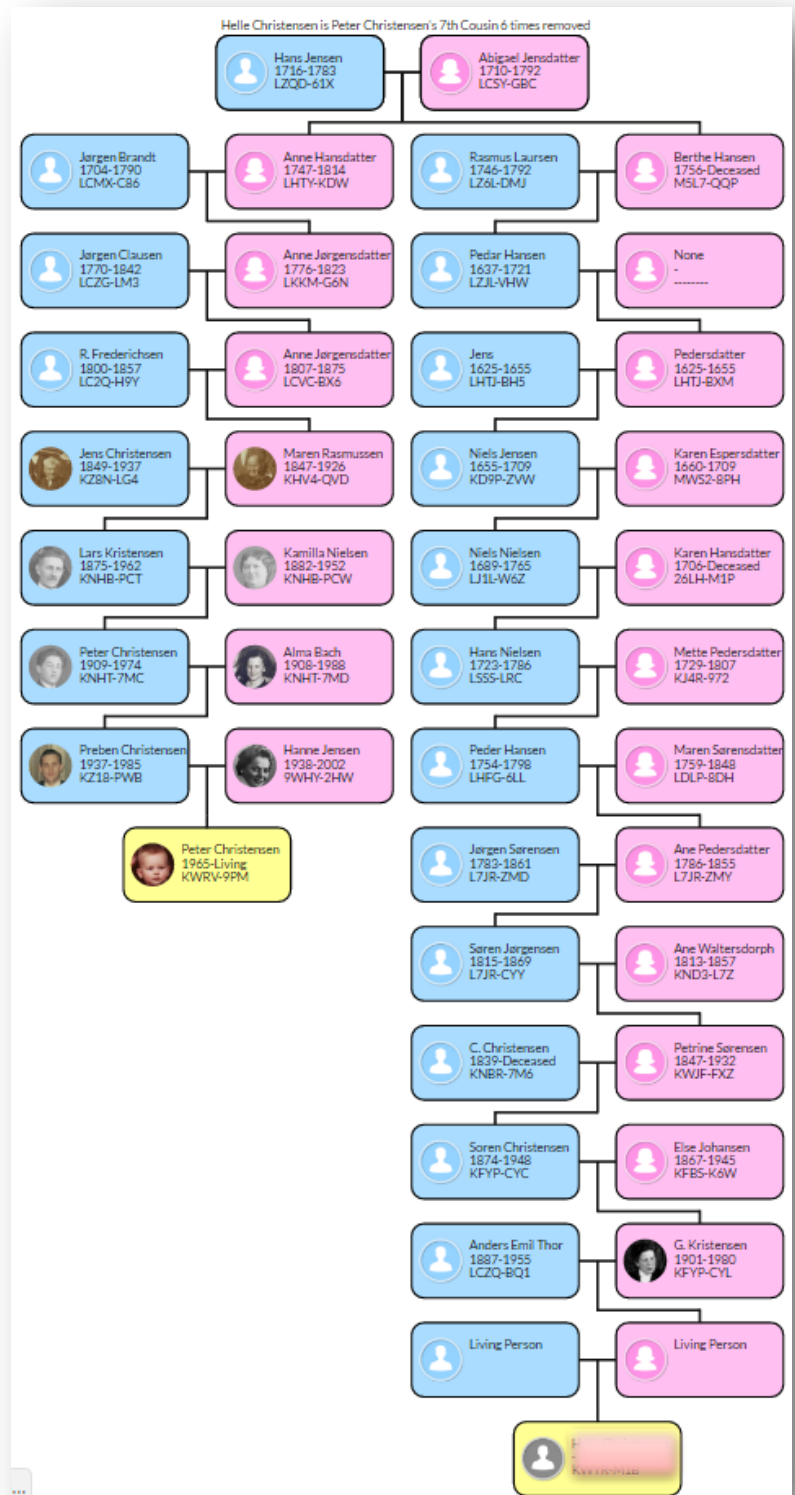 Helle Christensen is Peter Christensen's 7th Cousin 6 times removed
Hans Jensen
1716-1783
LZQD-61X
Abigael Jensdatter
1710-1792
LCSY-GBC
Jørgen Brandt
1704-1790
LCMX-C86
Anne Hansdatter
1747-1814
LHTY-KDW
Rasmus Laursen
1746-1792
LZ6L-DMJ
Berthe Hansen
1756-Deceased
M5L7-QQP
Jørgen Clausen
1770-1842
LCZG-LM3
Anne Jørgensdatter
1776-1823
LKKM-G6N
Pedar Hansen
1637-1721
LZJL-VHW
None
-
--------
R. Frederichsen
1800-1857
LC2Q-H9Y
Anne Jørgensdatter
1807-1875
LCVC-BX6
Jens
1625-1655
LHTJ-BH5
Pedersdatter
1625-1655
LHTJ-BXM
Jens Christensen
1849-1937
KZ8N-LG4
Maren Rasmussen
1847-1926
KHV4-QVD
Niels Jensen
1655-1709
KD9P-ZVW
Karen Espersdatter
1660-1709
MWS2-8PH
Lars Kristensen
1875-1962
KNHB-PCT
Kamilla Nielsen
1882-1952
KNHB-PCW
Niels Nielsen
1689-1765
LJ1L-W6Z
Karen Hansdatter
1706-Deceased
26LH-M1P
Peter Christensen
1909-1974
KNHT-7MC
Alma Bach
1908-1988
KNHT-7MD
Hans Nielsen
1723-1786
LSSS-LRC
Mette Pedersdatter
1729-1807
KJ4R-972
Preben Christensen
1937-1985
KZ18-PWB
Hanne Jensen
1938-2002
9WHY-2HW
Peder Hansen
1754-1798
LHFG-6LL
Maren Sørensdatter
1759-1848
LDLP-8DH
Peter Christensen
1965-Living
KWRV-9PM
Jørgen Sørensen
1783-1861
L7JR-ZMD
Ane Pedersdatter
1786-1855
L7JR-ZMY
Søren Jørgensen
1815-1869
L7JR-CYY
Ane Waltersdorph
1813-1857
KND3-L7Z
C. Christensen
1839-Deceased
KNBR-7M6
Petrine Sørensen
1847-1932
KWJF-FXZ
Soren Christensen
1874-1948
KFYP-CYC
Else Johansen
1867-1945
KFBS-K6W
Anders Emil Thor
1887-1955
LCZQ-BQ1
G. Kristensen
1901-1980
KFYP-CYL
Living Person
Living Person
...